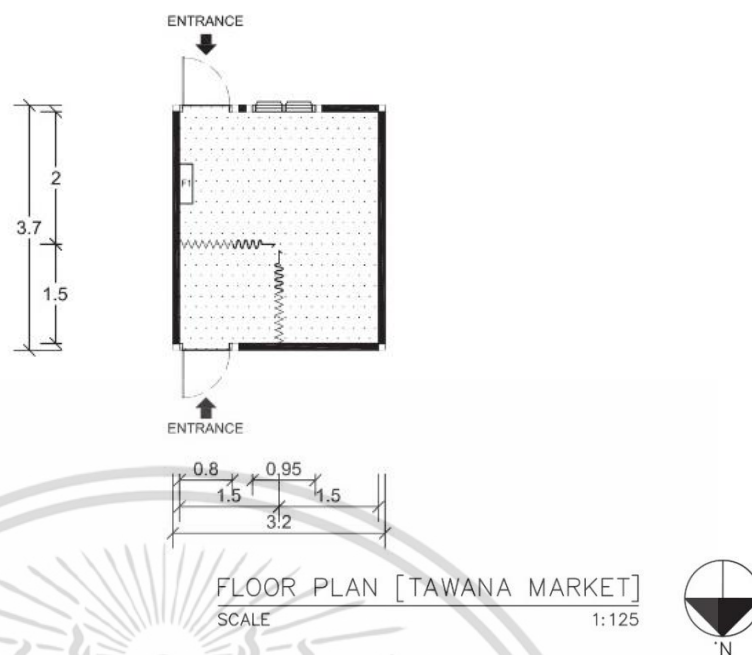 ENTRANCE
2
F1
3.7
1.5
ENTRANCE
0.8 0.95
1.5 1.5
3.2
FLOOR PLAN [TAWANA MARKET]
SCALE 1:125
N